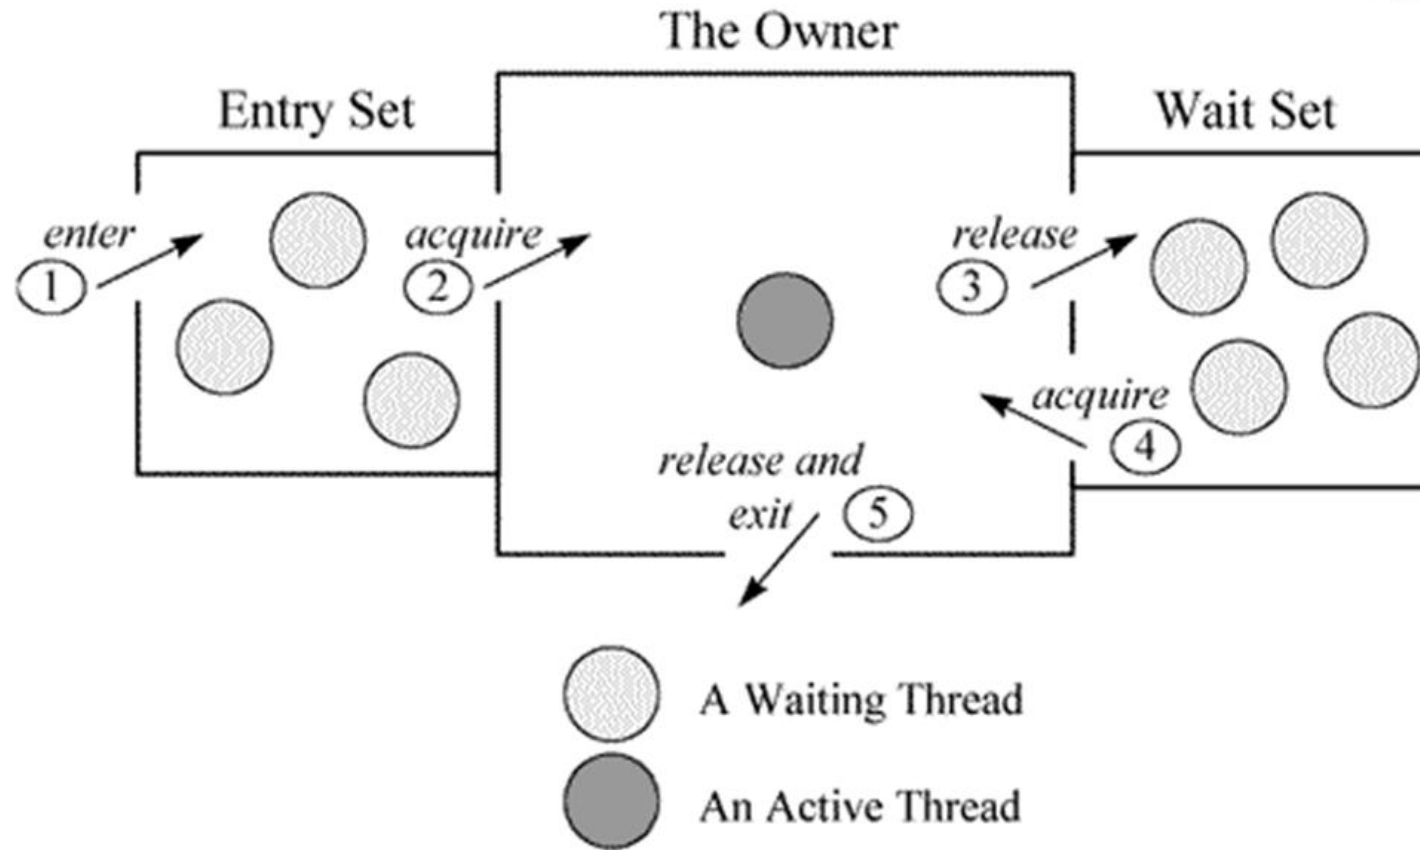 The Owner
Entry Set
Wait Set
enter
1
acquire
2
release
3
acquire
4
release and
exit
5
A Waiting Thread
An Active Thread